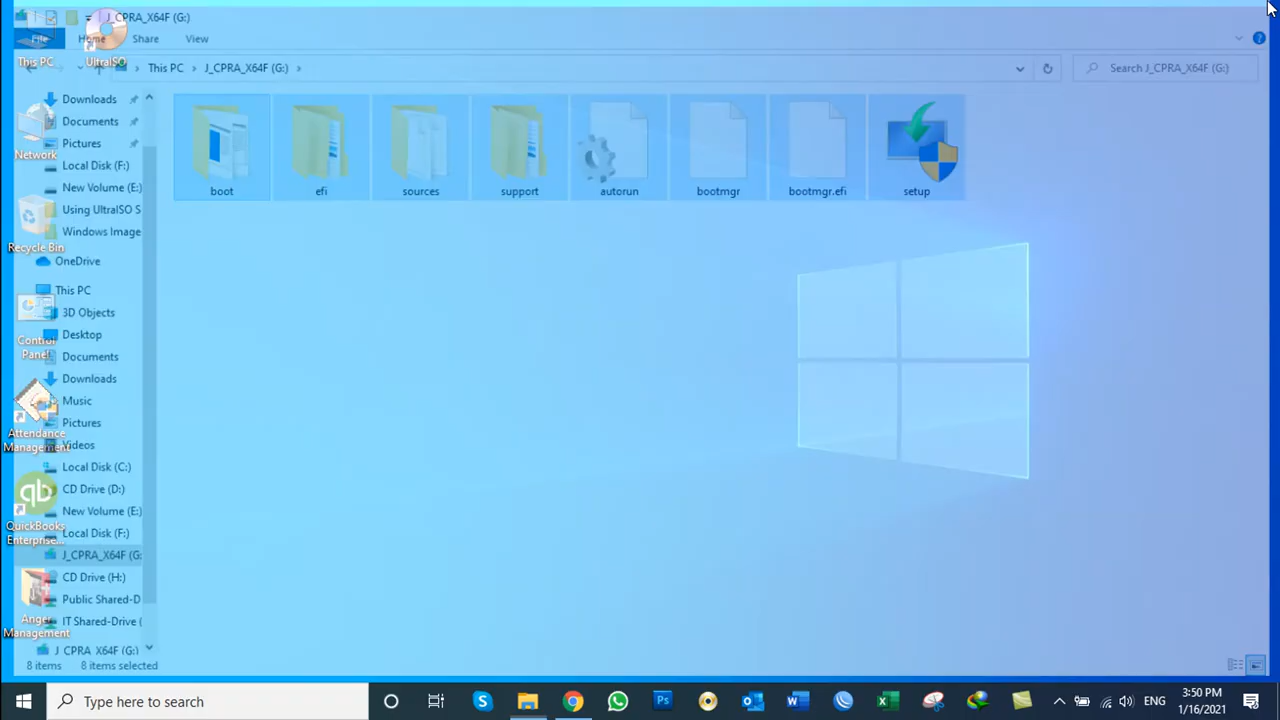 J_CPRA_X64F (G:)
File Home Share View
This PC J_CPRA_X64F (G:)
Search J_CPRA_X64F (G:)
This PC
UltraISO
Network
Recycle Bin
Control
Panel
Attendance
Management
QuickBooks
Enterprise...
Anger
Management
Downloads
Documents
Pictures
Local Disk (F:)
New Volume (E:)
Using UltraISO S
Windows Image
OneDrive
This PC
3D Objects
Desktop
Documents
Downloads
Music
Pictures
Videos
Local Disk (C:)
CD Drive (D:)
New Volume (E:)
Local Disk (F:)
J_CPRA_X64F (G:
CD Drive (H:)
Public Shared-D
IT Shared-Drive (
J_CPRA_X64F (G:)
boot
efi
sources
support
autorun
bootmgr
bootmgr.efi
setup
8 items 8 items selected
Type here to search
ENG
3:50 PM
1/16/2021